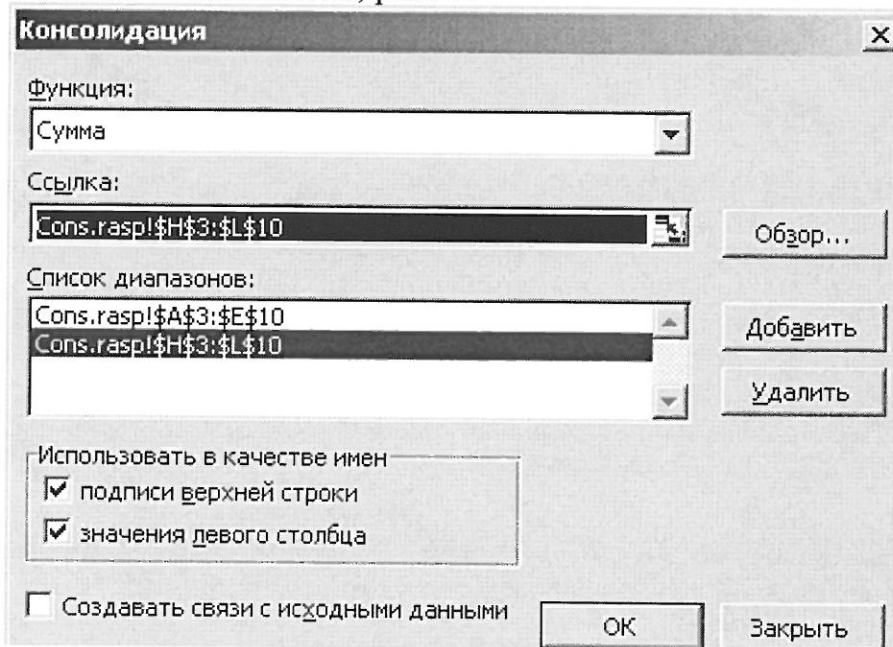 Консолидация
Функция:
Сумма
Ссылка:
Cons.rasp!$H$3:$L$10
Обзор...
Список диапазонов:
Cons.rasp!$A$3:$E$10
Cons.rasp!$H$3:$L$10
Добавить
Удалить
Использовать в качестве имен
подписи верхней строки
значения левого столбца
Создавать связи с исходными данными
ОК
Закрыть